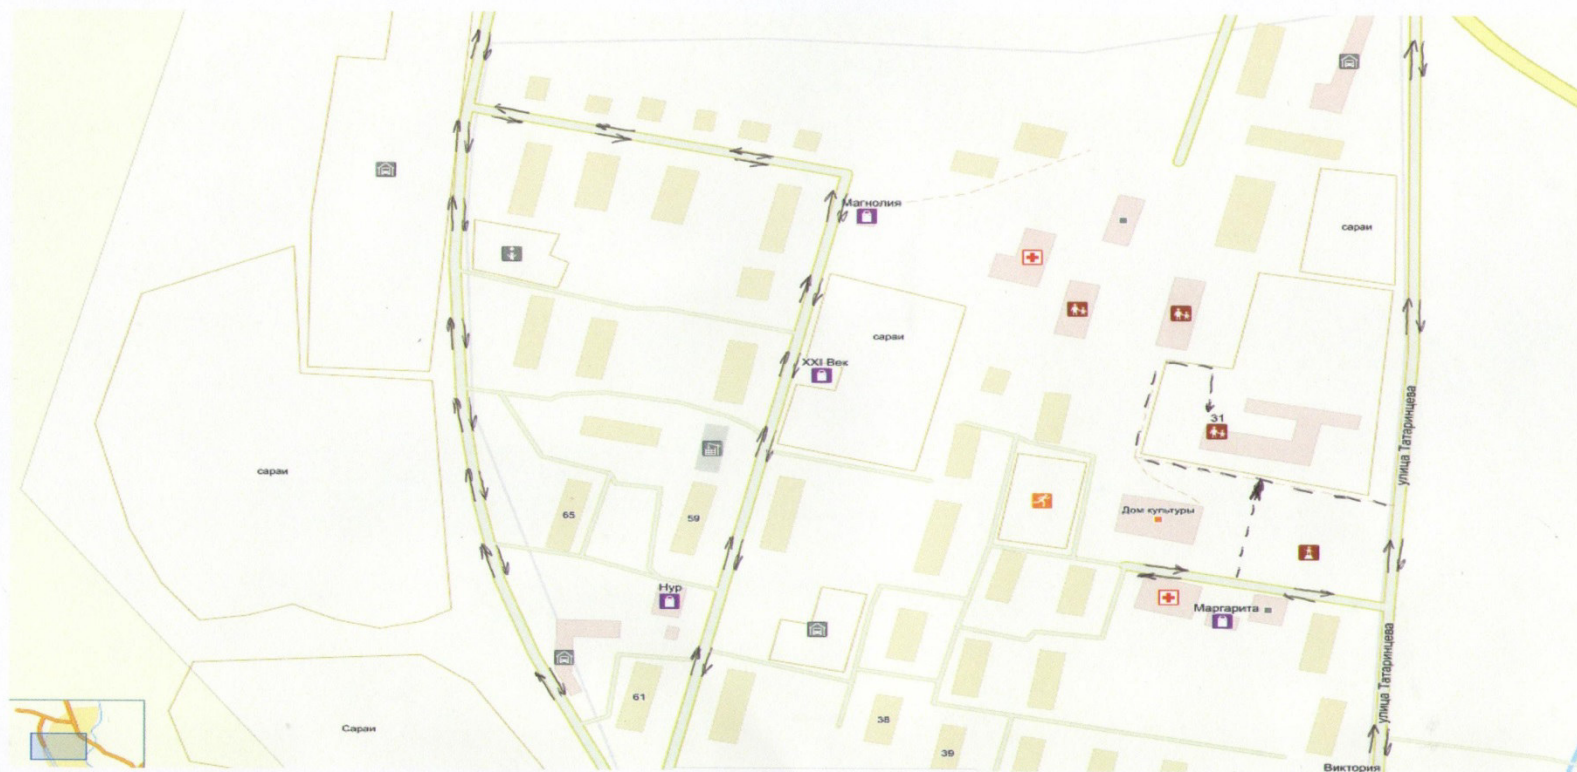 Магнолия
сараи
сараи
XXI Век
улица Татаринцева
31
сараи
65
59
Дом культуры
Нур
Маргарита
улица Татаринцева
61
38
Сараи
39
Виктория